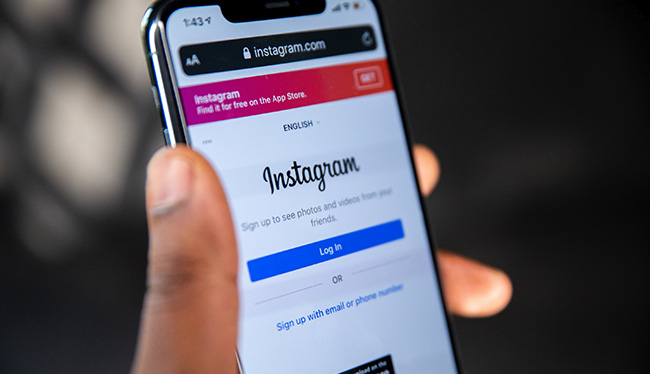 1:43
AA instagram.com
Instagram
Find it for free on the App Store.
GET
ENGLISH
Instagram
Sign up to see photos and videos from your
friends.
Log In
OR
Sign up with email or phone number